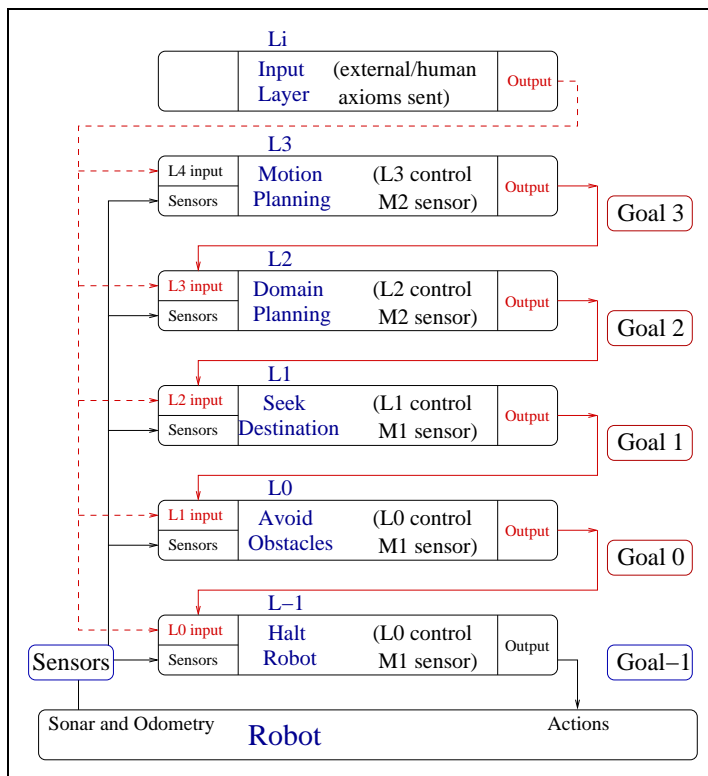 Li
Input (external/human Output
Layer axioms sent)
L3
L4 input Motion (L3 control Output
Sensors Planning M2 sensor)
Goal 3
L2
L3 input Domain (L2 control Output
Sensors Planning M2 sensor)
Goal 2
L1
L2 input Seek (L1 control Output
Sensors Destination M1 sensor)
Goal 1
L0
L1 input Avoid (L0 control Output
Sensors Obstacles M1 sensor)
Goal 0
L−1
L0 input Halt (L0 control Output
Sensors Sensors Robot M1 sensor) Goal−1
Sonar and Odometry Actions
Robot